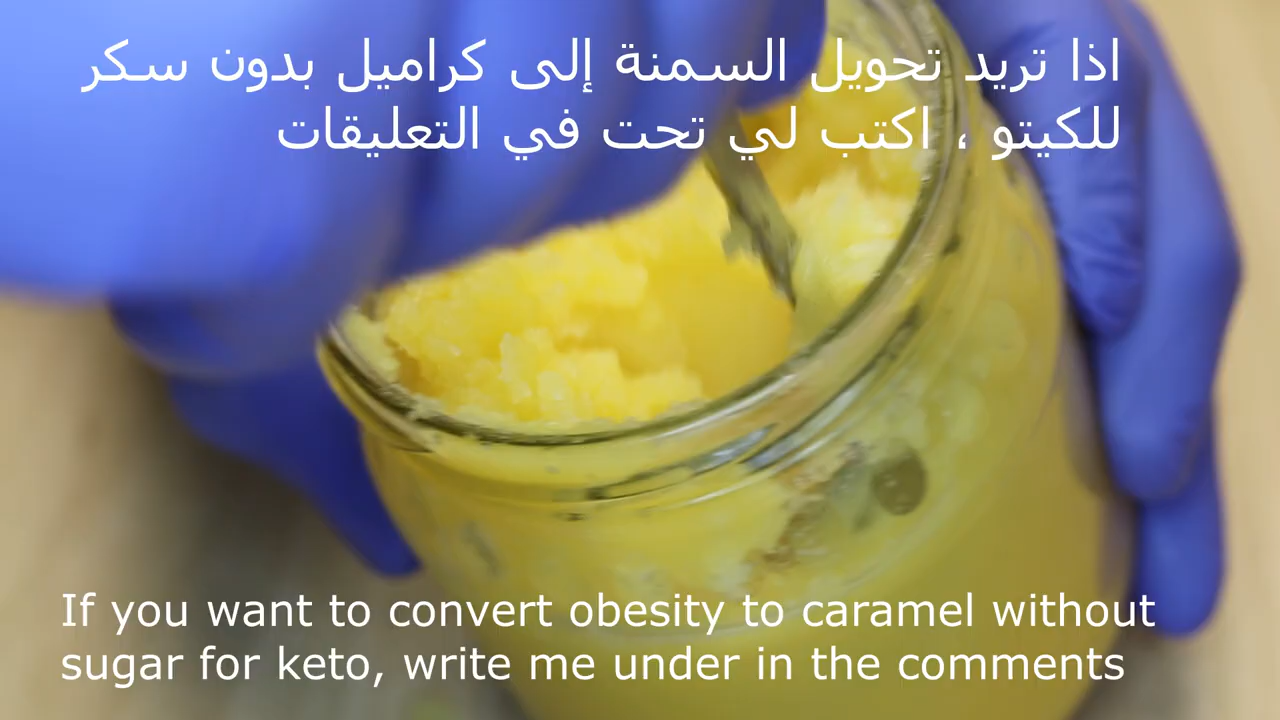 اذا تريد تحويل السمنة إلى كراميل بدون سكر
للكيتو ، اكتب لي تحت في التعليقات
If you want to convert obesity to caramel without
sugar for keto, write me under in the comments